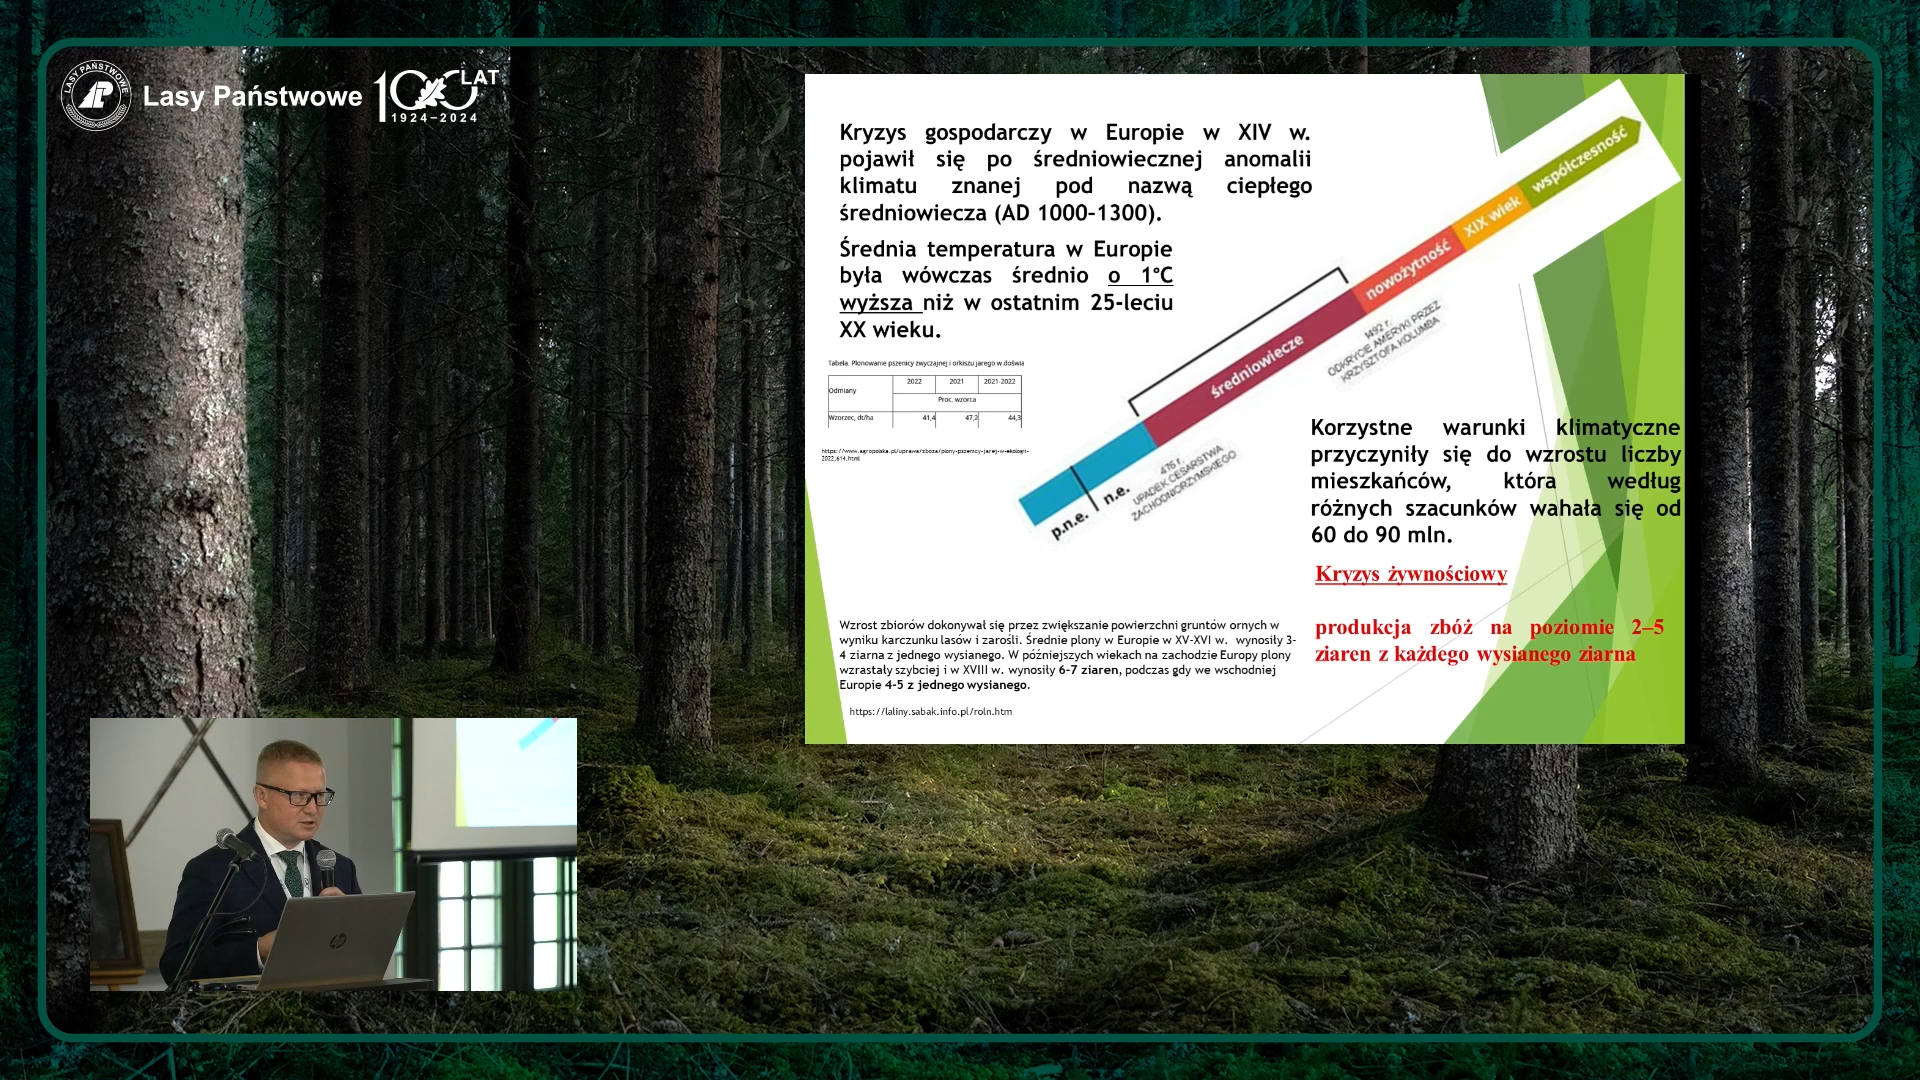 LASY PAŃSTWOWE
Lasy Państwowe
100 LAT
1924–2024
Kryzys gospodarczy w Europie w XIV w.
pojawił się po średniowiecznej anomalii
klimatu znanej pod nazwą ciepłego
średniowiecza (AD 1000–1300).
Średnia temperatura w Europie
była wówczas średnio o 1°C
wyższa niż w ostatnim 25-leciu
XX wieku.
Tabela. Plonowanie pszenicy zwyczajnej i orkiszu jarego w doświa
Odmiany 2022 2021 2021-2022
Proc. wzorca
Wzorzec, dt/ha 41,4 47,2 44,3
https://www.agropolska.pl/uprawa/zboza/plony-pszenicy-jarej-w-ekologii-
2022,614.html
p.n.e.
n.e.
476 r.
UPADEK CESARSTWA
ZACHODNIORZYMSKIEGO
średniowiecze
nowożytność
1492 r.
ODKRYCIE AMERYKI PRZEZ
KRZYSZTOFA KOLUMBA
XIX wiek
współczesność
Korzystne warunki klimatyczne
przyczyniły się do wzrostu liczby
mieszkańców, która według
różnych szacunków wahała się od
60 do 90 mln.
Kryzys żywnościowy
produkcja zbóż na poziomie 2–5
ziaren z każdego wysianego ziarna
Wzrost zbiorów dokonywał się przez zwiększanie powierzchni gruntów ornych w
wyniku karczunku lasów i zarośli. Średnie plony w Europie w XV-XVI w. wynosiły 3-
4 ziarna z jednego wysianego. W późniejszych wiekach na zachodzie Europy plony
wzrastały szybciej i w XVIII w. wynosiły 6–7 ziaren, podczas gdy we wschodniej
Europie 4–5 z jednego wysianego.
https://laliny.sabak.info.pl/roln.htm
hp